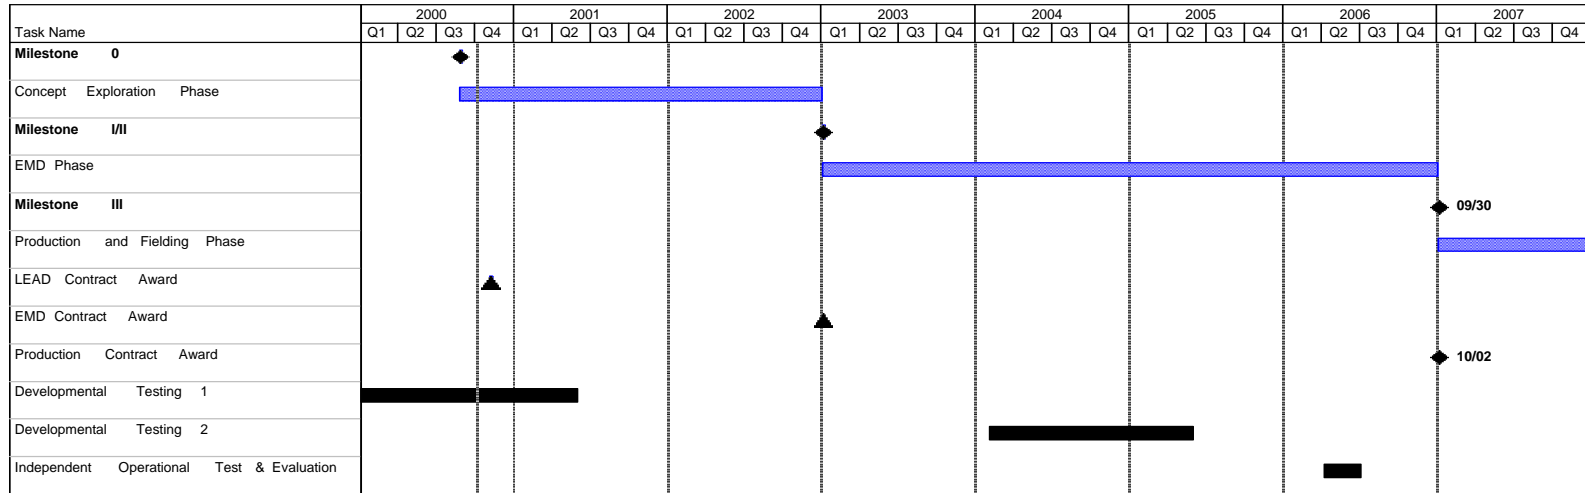 2000 2001 2002 2003 2004 2005 2006 2007
Task Name Q1 Q2 Q3 Q4 Q1 Q2 Q3 Q4 Q1 Q2 Q3 Q4 Q1 Q2 Q3 Q4 Q1 Q2 Q3 Q4 Q1 Q2 Q3 Q4 Q1 Q2 Q3 Q4 Q1 Q2 Q3 Q4
Milestone 0
Concept Exploration Phase
Milestone I/II
EMD Phase
Milestone III 09/30
Production and Fielding Phase
LEAD Contract Award
EMD Contract Award
Production Contract Award 10/02
Developmental Testing 1
Developmental Testing 2
Independent Operational Test & Evaluation